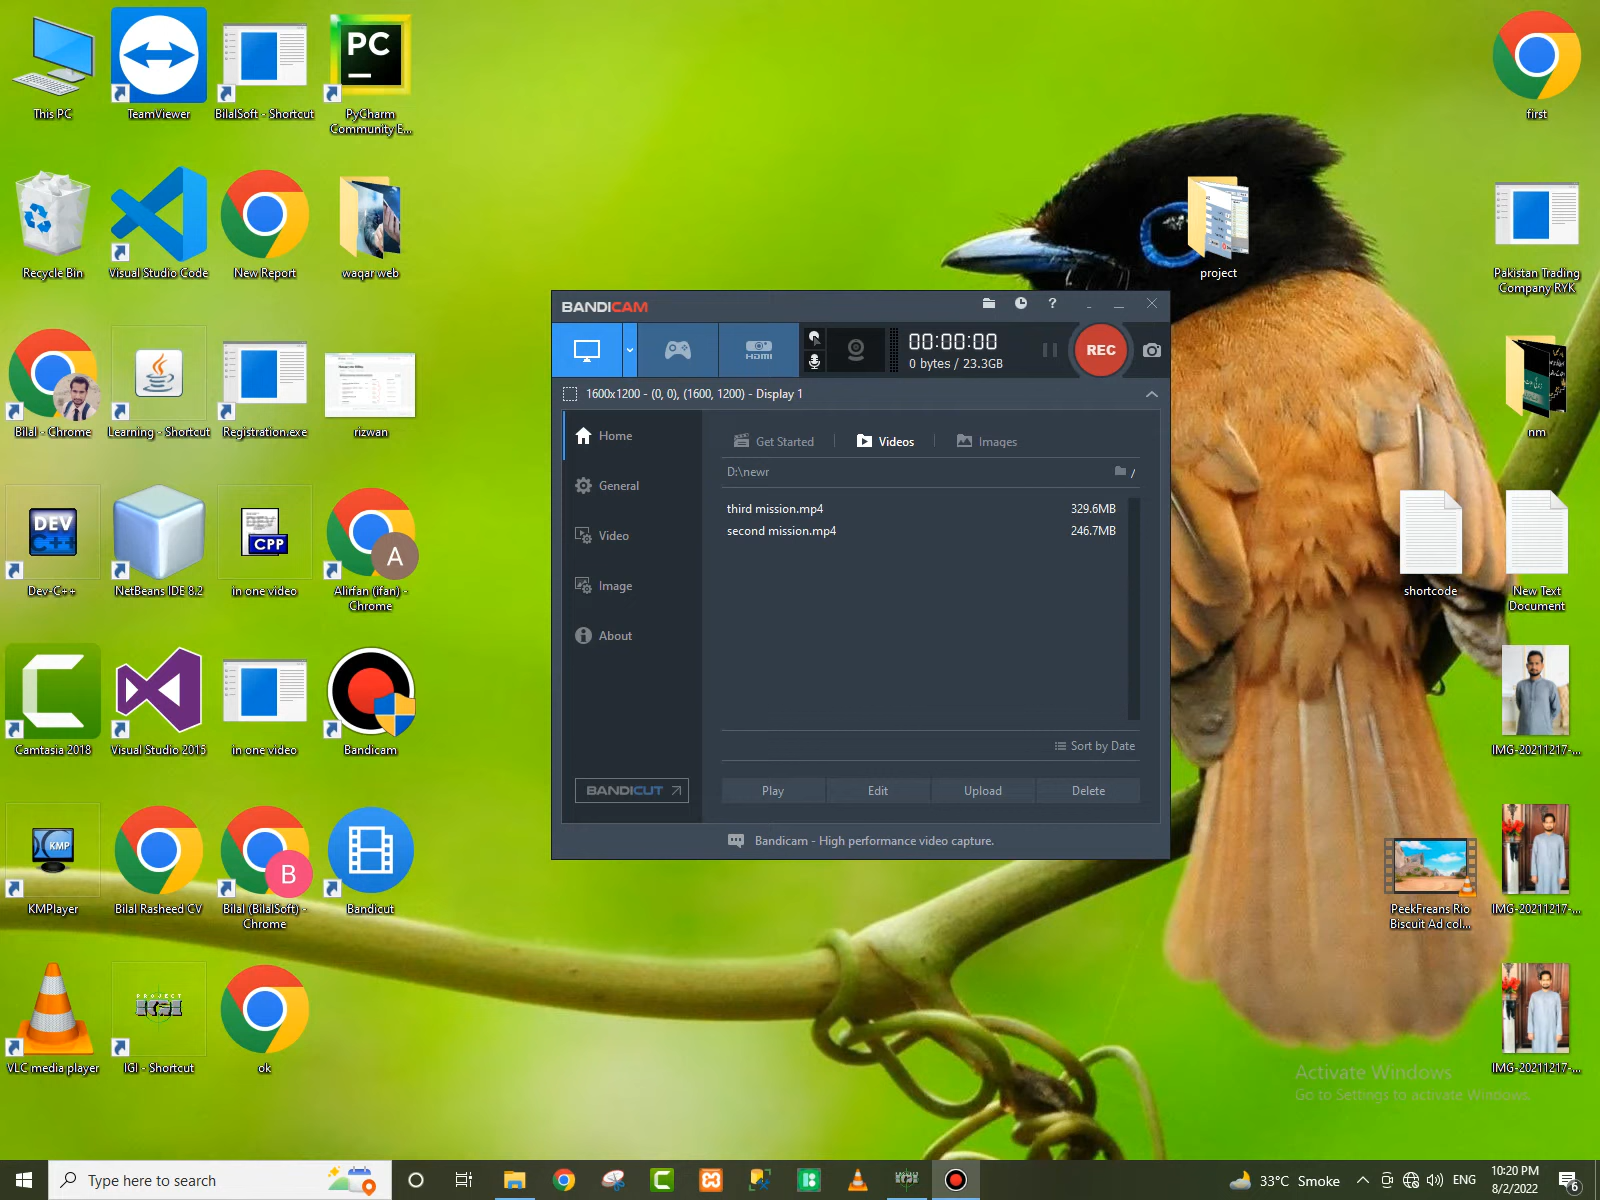 This PC
TeamViewer
BilalSoft - Shortcut
PC
PyCharm
Community E...
first
Recycle Bin
Visual Studio Code
New Report
waqar web
project
Pakistan Trading
Company RYK
Bilal - Chrome
Learning - Shortcut
Registration.exe
rizwan
nm
DEV
C++
Dev-C++
NetBeans IDE 8.2
DEV
CPP
in one video
A
Alirfan (ifan) -
Chrome
shortcode
New Text
Document
Camtasia 2018
Visual Studio 2015
in one video
Bandicam
IMG-20211217-...
KMP
KMPlayer
Bilal Rasheed CV
B
Bilal (BilalSoft) -
Chrome
Bandicut
PeekFreans Rio
Biscuit Ad col...
IMG-20211217-...
VLC media player
PROJECT
IGI - Shortcut
ok
IMG-20211217-...
BANDICAM
?
HDMI
00:00:00
0 bytes / 23.3GB
REC
1600x1200 - (0, 0), (1600, 1200) - Display 1
Home
General
Video
Image
About
BANDICUT
Get Started
Videos
Images
D:\newr
/
third mission.mp4 329.6MB
second mission.mp4 246.7MB
Sort by Date
Play Edit Upload Delete
Bandicam - High performance video capture.
Activate Windows
Go to Settings to activate Windows.
Type here to search
33°C Smoke
ENG
10:20 PM
8/2/2022
6